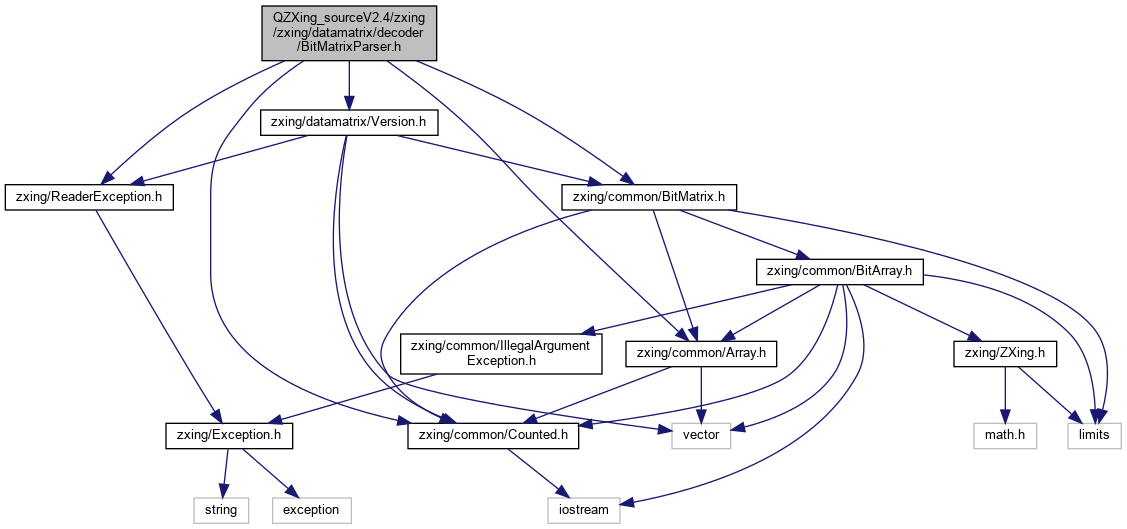 QZXing_sourceV2.4/zxing
/zxing/datamatrix/decoder
/BitMatrixParser.h
zxing/datamatrix/Version.h
zxing/ReaderException.h
zxing/common/BitMatrix.h
zxing/common/BitArray.h
zxing/common/IllegalArgument
Exception.h
zxing/common/Array.h
zxing/ZXing.h
zxing/Exception.h
zxing/common/Counted.h
vector
math.h
limits
string
exception
iostream